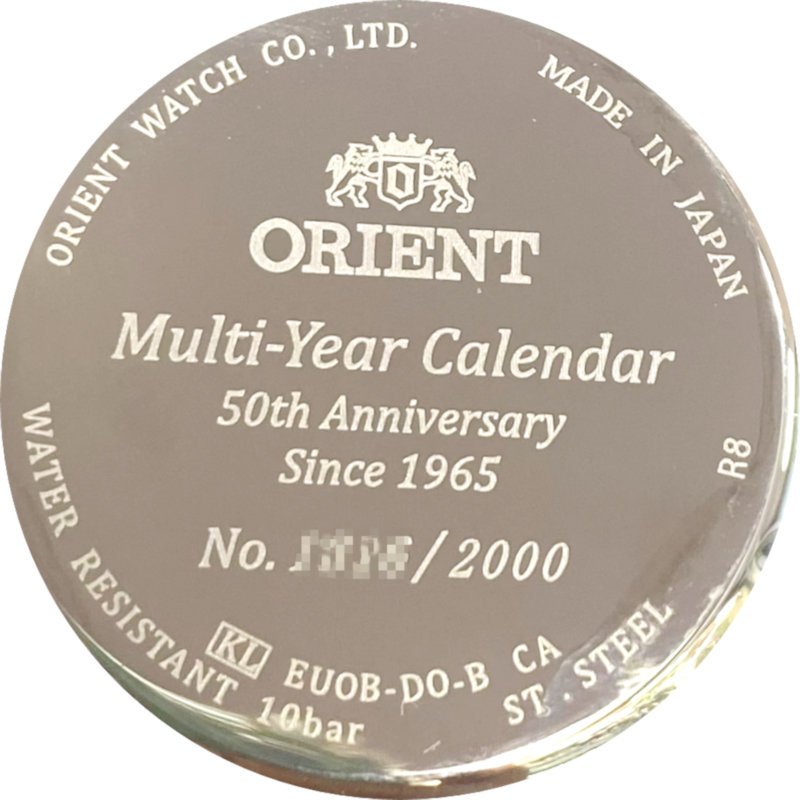 ORIENT WATCH CO., LTD.
MADE IN JAPAN
ORIENT
Multi-Year Calendar
50th Anniversary
Since 1965
No. /2000
R8
KL EUOB-DO-B CA
WATER RESISTANT 10bar
ST. STEEL